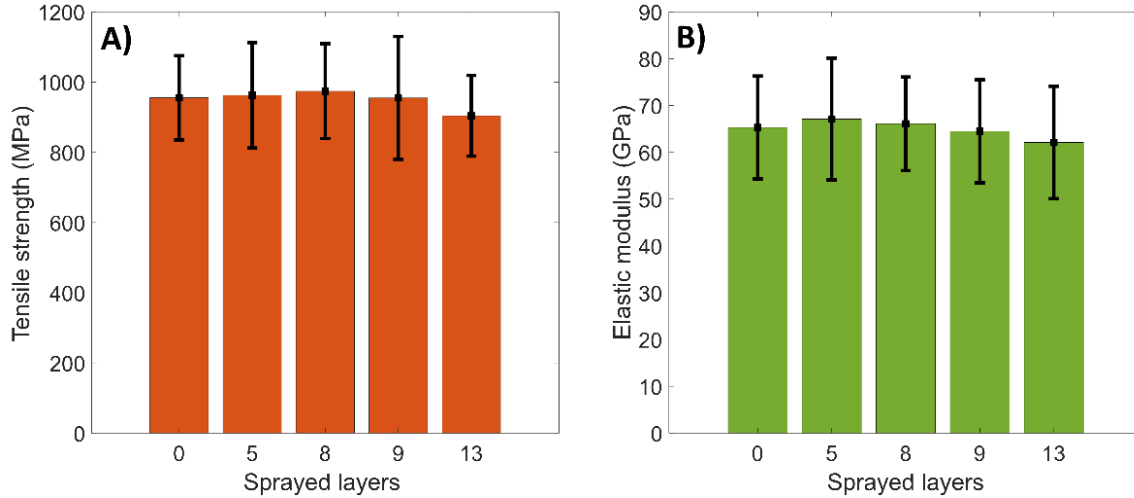 A)
Tensile strength (MPa)
1200
1000
800
600
400
200
0
0 5 8 9 13
Sprayed layers
B)
Elastic modulus (GPa)
90
80
70
60
50
40
30
20
10
0
0 5 8 9 13
Sprayed layers